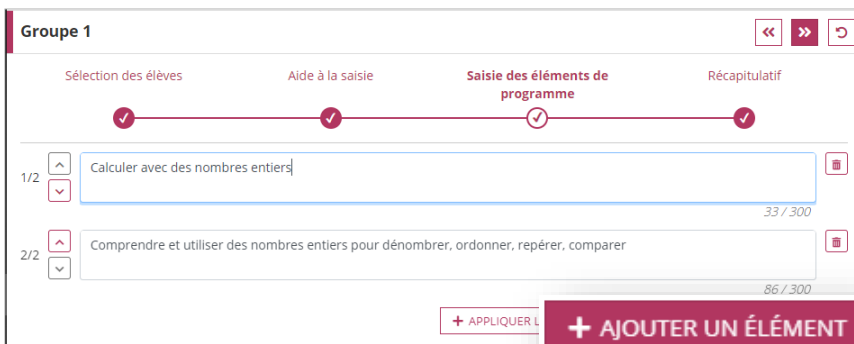 Groupe 1
Sélection des élèves
Aide à la saisie
Saisie des éléments de
programme
Récapitulatif
1/2
Calculer avec des nombres entiers
33 / 300
2/2
Comprendre et utiliser des nombres entiers pour dénombrer, ordonner, repérer, comparer
86 / 300
+ APPLIQUER
+ AJOUTER UN ÉLÉMENT